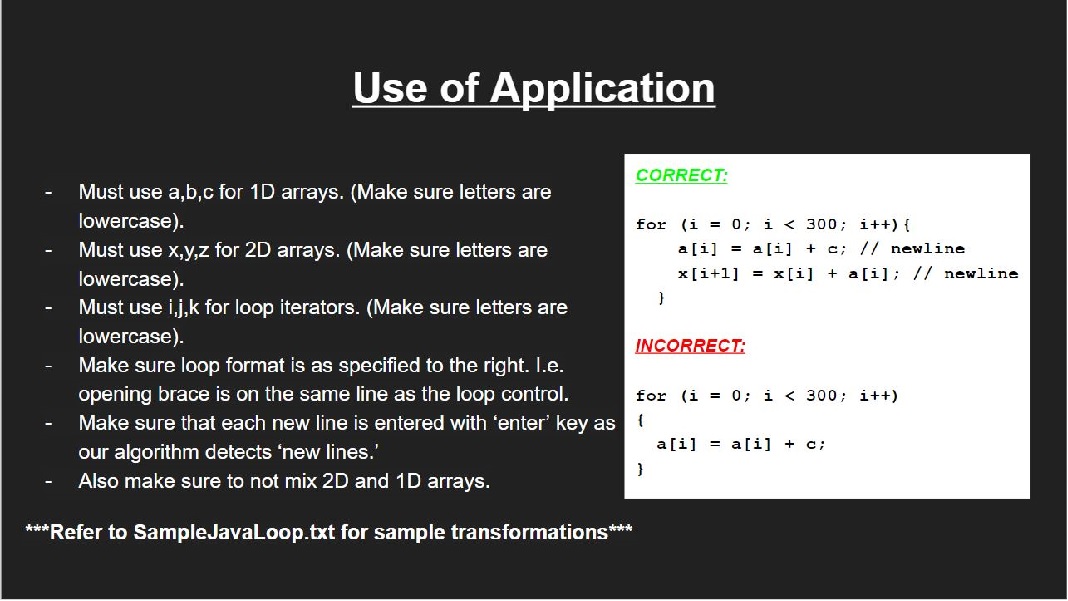 Use of Application
- Must use a,b,c for 1D arrays. (Make sure letters are
lowercase).
- Must use x,y,z for 2D arrays. (Make sure letters are
lowercase).
- Must use i,j,k for loop iterators. (Make sure letters are
lowercase).
- Make sure loop format is as specified to the right. I.e.
opening brace is on the same line as the loop control.
- Make sure that each new line is entered with ‘enter’ key as
our algorithm detects ‘new lines.’
- Also make sure to not mix 2D and 1D arrays.
***Refer to SampleJavaLoop.txt for sample transformations***
CORRECT:
for (i = 0; i < 300; i++){
a[i] = a[i] + c; // newline
x[i+1] = x[i] + a[i]; // newline
}
INCORRECT:
for (i = 0; i < 300; i++)
{
a[i] = a[i] + c;
}